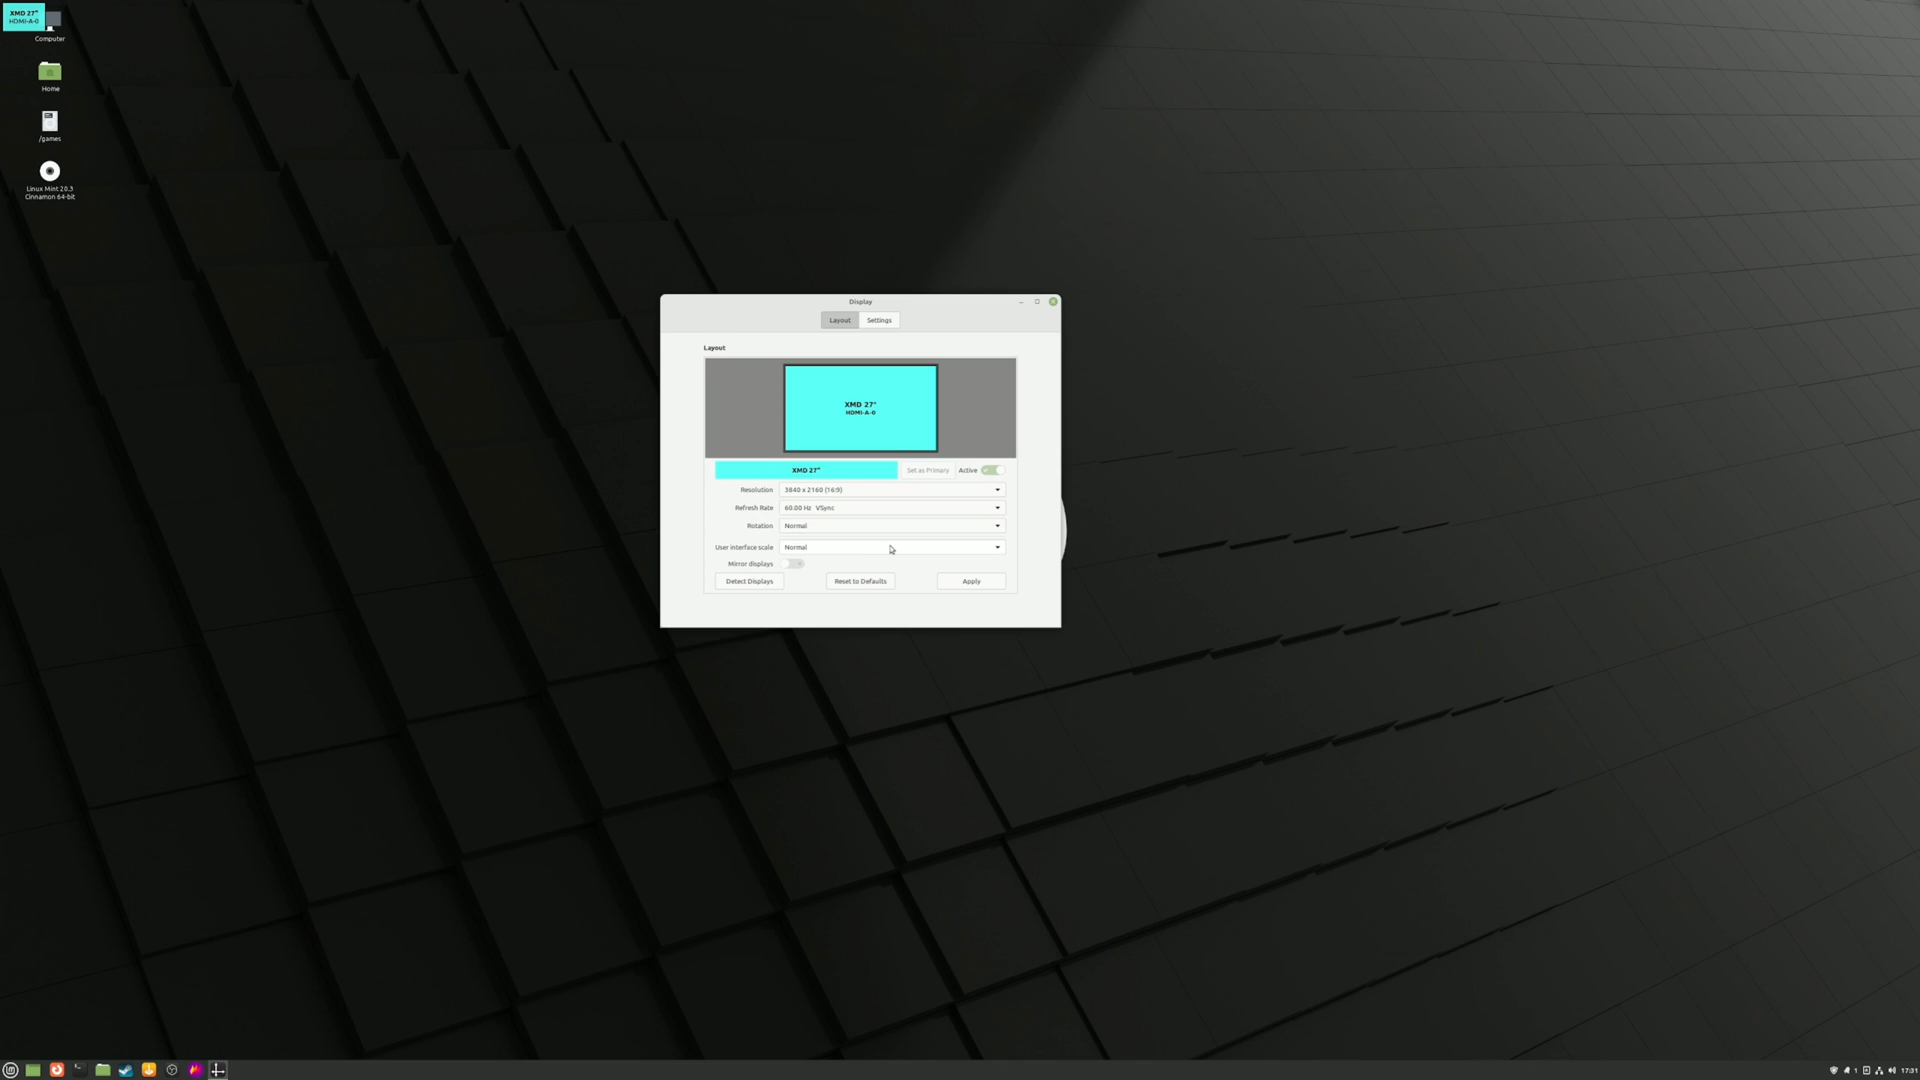 XMD 27"
HDMI-A-0
Computer
Home
/games
Linux Mint 20.3
Cinnamon 64-bit
Display
Layout
Settings
Layout
XMD 27"
HDMI-A-0
XMD 27"
Set as Primary
Active
Resolution
3840 x 2160 (16:9)
Refresh Rate
60.00 Hz VSync
Rotation
Normal
User interface scale
Normal
Mirror displays
Detect Displays
Reset to Defaults
Apply
1
17:31